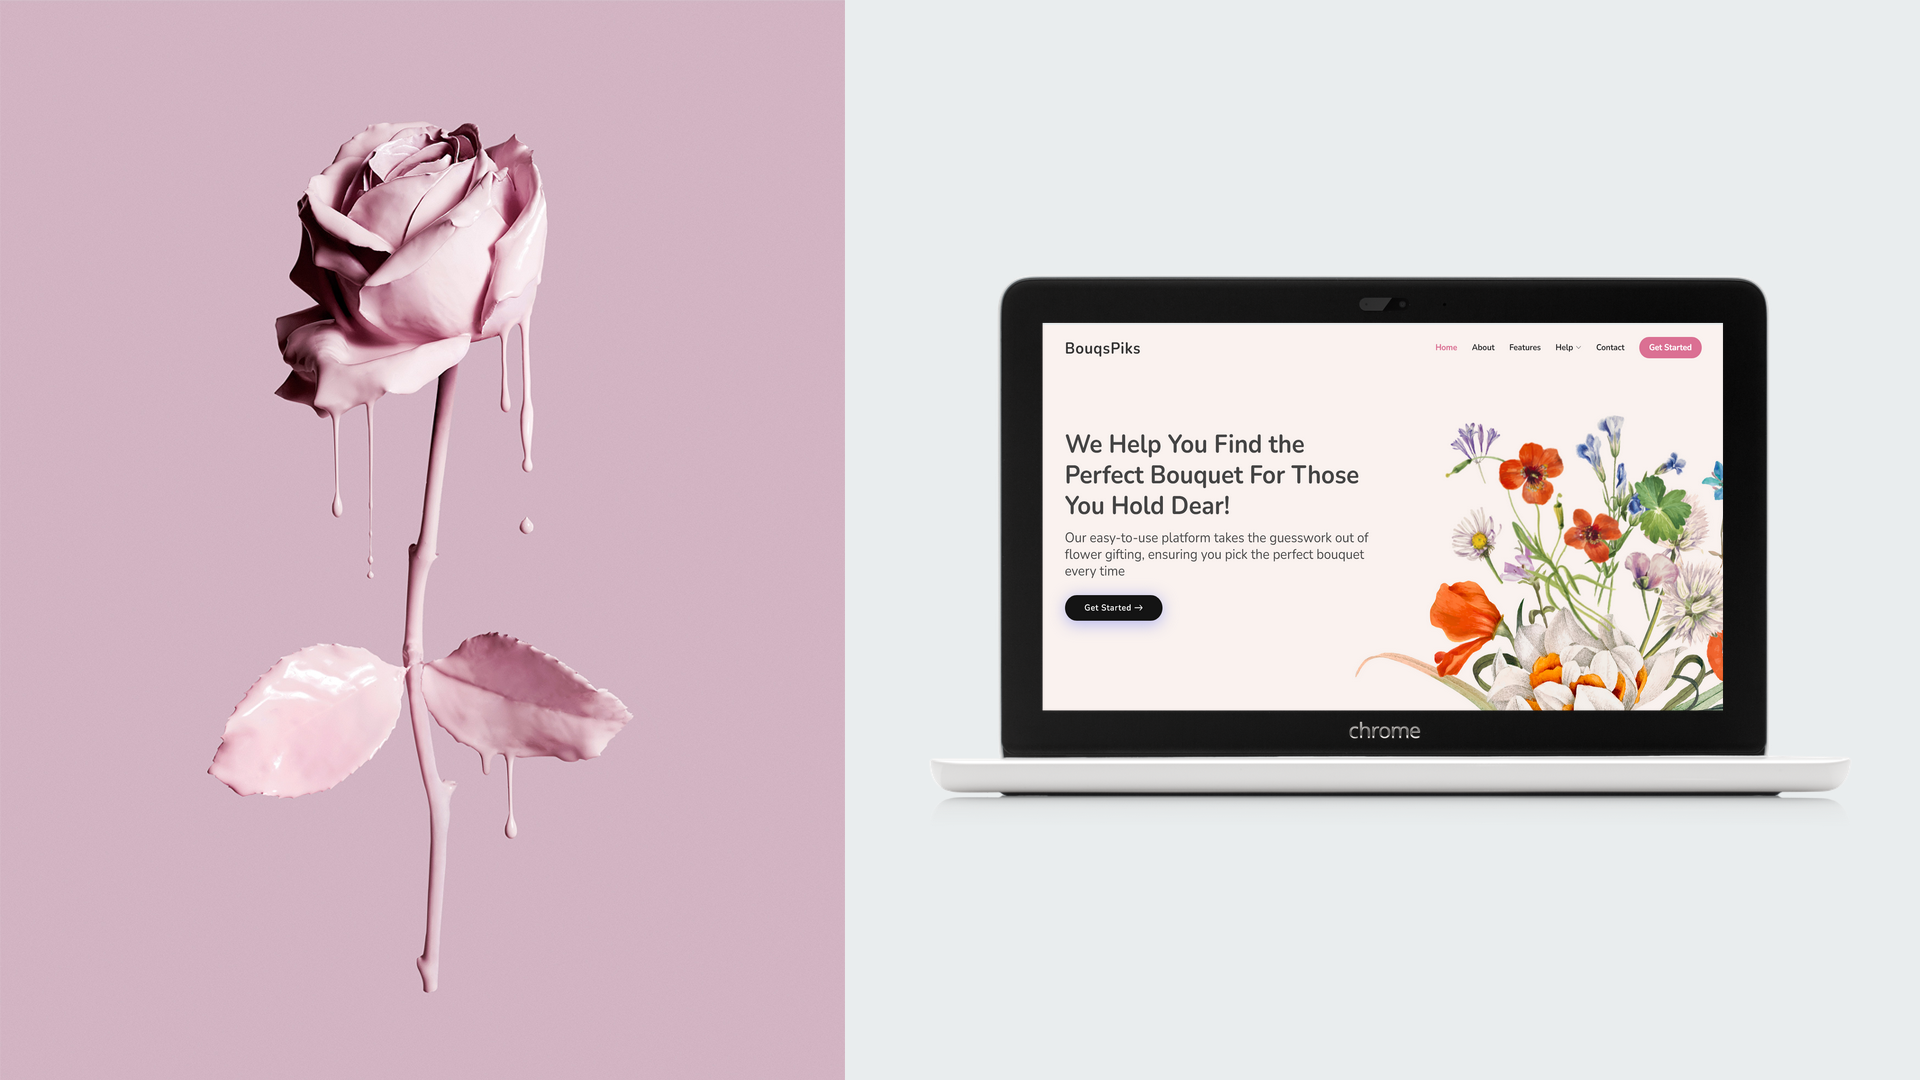 BouqsPiks
Home About Features Help Contact Get Started
We Help You Find the
Perfect Bouquet For Those
You Hold Dear!
Our easy-to-use platform takes the guesswork out of
flower gifting, ensuring you pick the perfect bouquet
every time
Get Started →
chrome